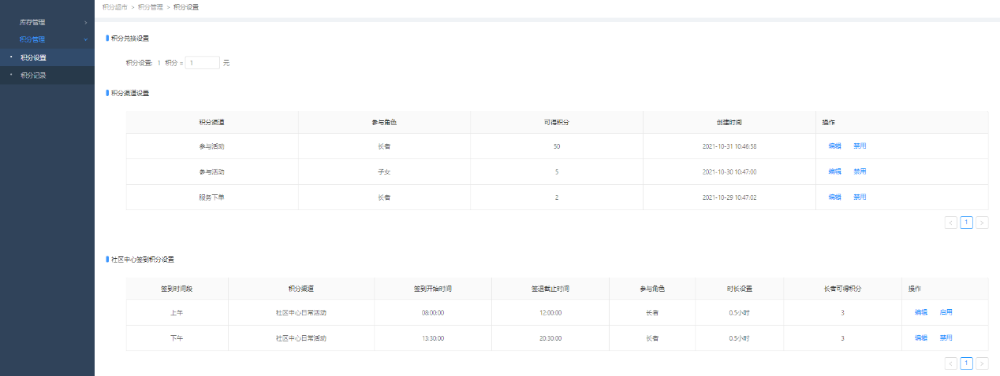 积分超市 > 积分管理 > 积分设置
库存管理
积分管理
积分设置
积分记录
积分兑换设置
积分设置: 1 积分 = 1 元
积分渠道设置
积分渠道 参与角色 可得积分 创建时间 操作
参与活动 长者 50 2021-10-31 10:46:58 编辑 禁用
参与活动 子女 5 2021-10-30 10:47:00 编辑 禁用
服务下单 长者 2 2021-10-29 10:47:02 编辑 禁用
< 1 >
社区中心签到积分设置
签到时间段 积分渠道 签到开始时间 签退截止时间 参与角色 时长设置 长者可得积分 操作
上午 社区中心日常活动 08:00:00 12:00:00 长者 0.5小时 3 编辑 启用
下午 社区中心日常活动 13:30:00 20:30:00 长者 0.5小时 3 编辑 禁用
< 1 >